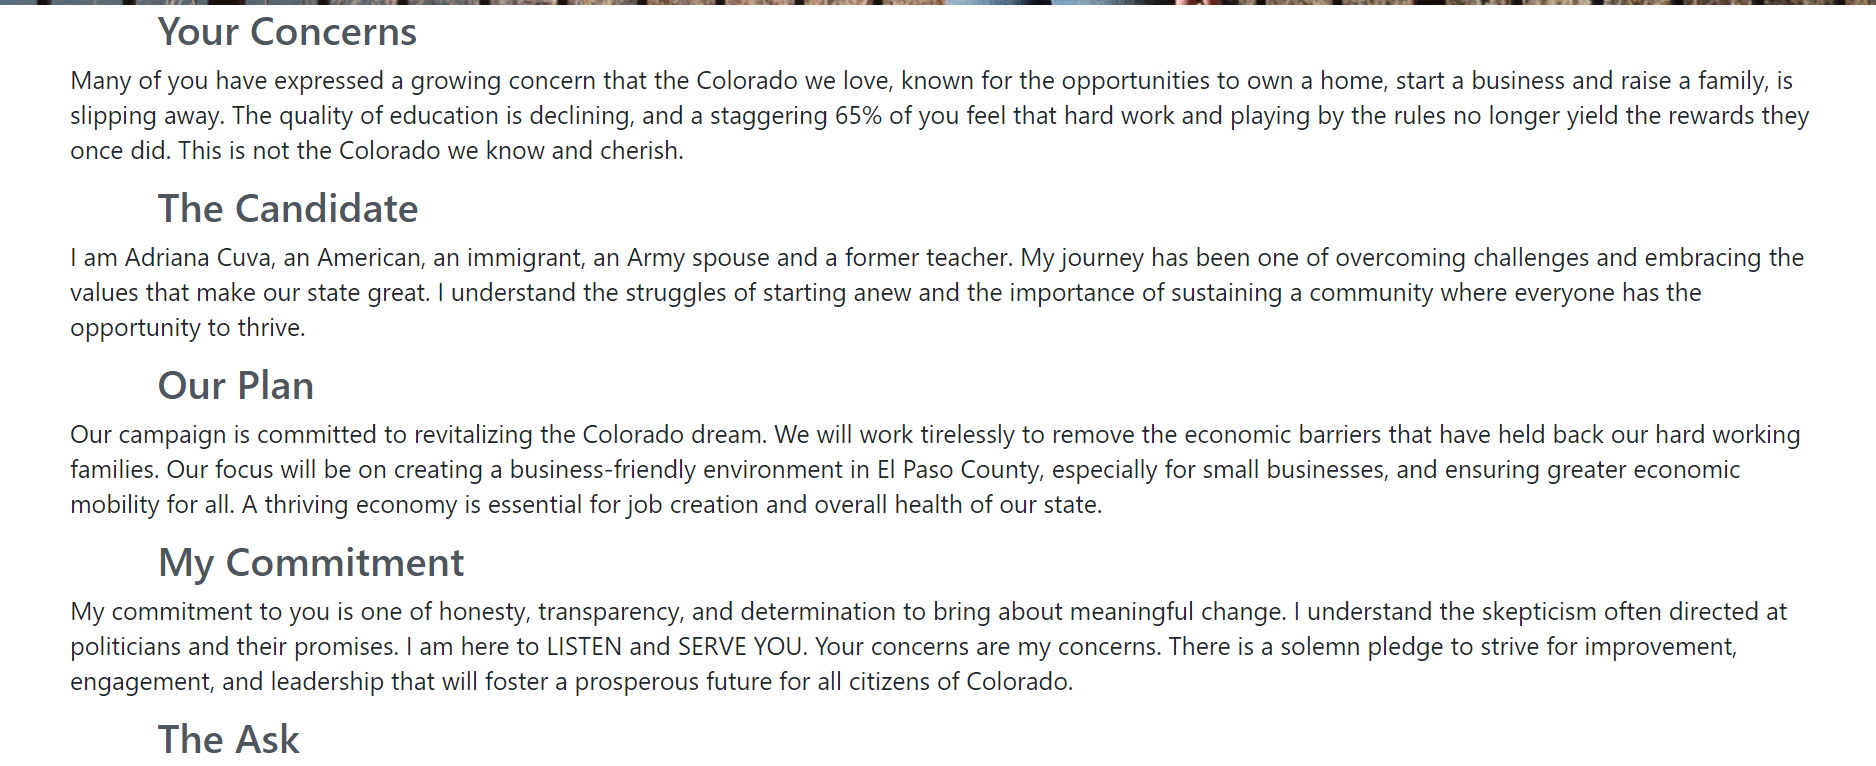 Your Concerns
Many of you have expressed a growing concern that the Colorado we love, known for the opportunities to own a home, start a business and raise a family, is
slipping away. The quality of education is declining, and a staggering 65% of you feel that hard work and playing by the rules no longer yield the rewards they
once did. This is not the Colorado we know and cherish.
The Candidate
I am Adriana Cuva, an American, an immigrant, an Army spouse and a former teacher. My journey has been one of overcoming challenges and embracing the
values that make our state great. I understand the struggles of starting anew and the importance of sustaining a community where everyone has the
opportunity to thrive.
Our Plan
Our campaign is committed to revitalizing the Colorado dream. We will work tirelessly to remove the economic barriers that have held back our hard working
families. Our focus will be on creating a business-friendly environment in El Paso County, especially for small businesses, and ensuring greater economic
mobility for all. A thriving economy is essential for job creation and overall health of our state.
My Commitment
My commitment to you is one of honesty, transparency, and determination to bring about meaningful change. I understand the skepticism often directed at
politicians and their promises. I am here to LISTEN and SERVE YOU. Your concerns are my concerns. There is a solemn pledge to strive for improvement,
engagement, and leadership that will foster a prosperous future for all citizens of Colorado.
The Ask